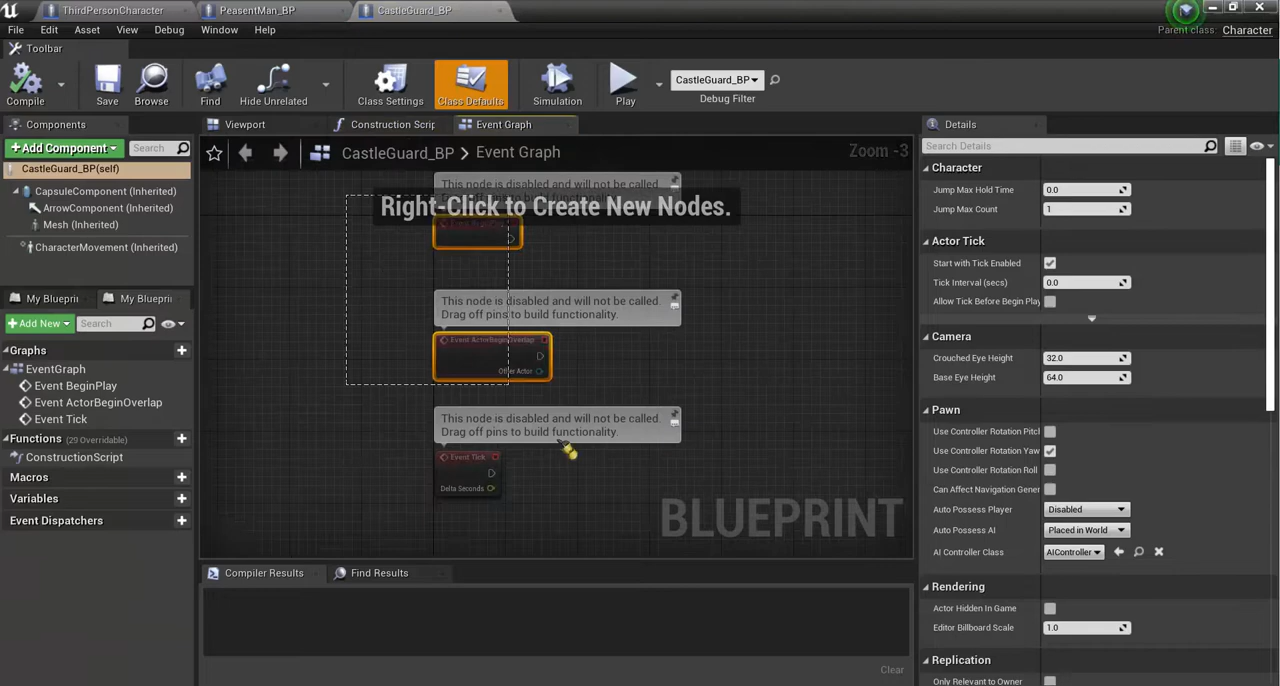 ThirdPersonCharacter
PeasentMan_BP
CastleGuard_BP
File Edit Asset View Debug Window Help
Parent class: Character
Toolbar
Compile
Save
Browse
Find
Hide Unrelated
Class Settings
Class Defaults
Simulation
Play
CastleGuard_BP
Debug Filter
Components
+Add Component
Search
CastleGuard_BP(self)
CapsuleComponent (Inherited)
ArrowComponent (Inherited)
Mesh (Inherited)
CharacterMovement (Inherited)
My Blueprin
My Blueprin
+Add New
Search
Graphs
EventGraph
Event BeginPlay
Event ActorBeginOverlap
Event Tick
Functions (29 Overridable)
ConstructionScript
Macros
Variables
Event Dispatchers
Viewport
Construction Scrip
Event Graph
CastleGuard_BP > Event Graph
Zoom -3
This node is disabled and will not be called.
Right-Click to Create New Nodes.
This node is disabled and will not be called.
Drag off pins to build functionality.
Event ActorBeginOverlap
Other Actor
This node is disabled and will not be called.
Drag off pins to build functionality.
Event Tick
Delta Seconds
BLUEPRINT
Compiler Results
Find Results
Clear
Details
Search Details
Character
Jump Max Hold Time 0.0
Jump Max Count 1
Actor Tick
Start with Tick Enabled
Tick Interval (secs) 0.0
Allow Tick Before Begin Play
Camera
Crouched Eye Height 32.0
Base Eye Height 64.0
Pawn
Use Controller Rotation Pitch
Use Controller Rotation Yaw
Use Controller Rotation Roll
Can Affect Navigation Gener
Auto Possess Player Disabled
Auto Possess AI Placed in World
AI Controller Class AIController
Rendering
Actor Hidden In Game
Editor Billboard Scale 1.0
Replication
Only Relevant to Owner